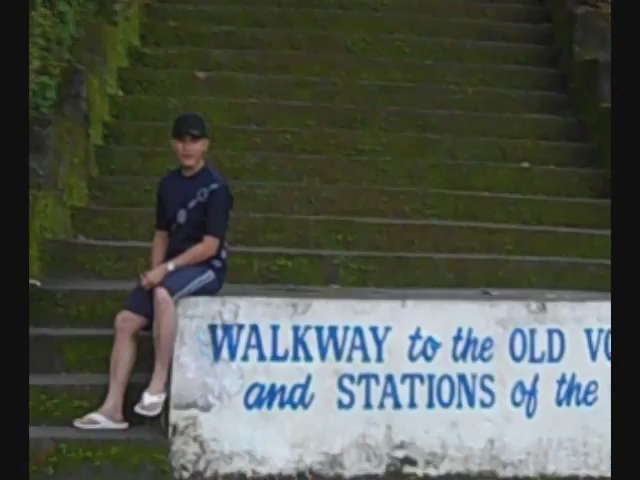 WALKWAY to the OLD VO
and STATIONS of the